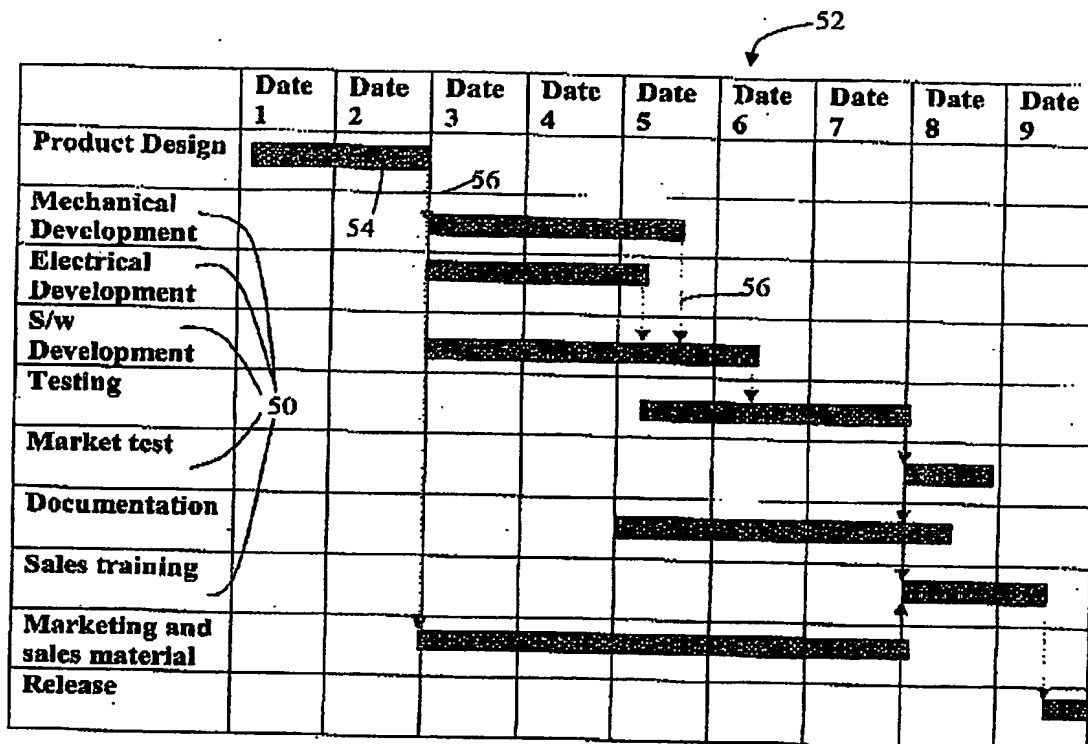 52
Date Date Date Date Date Date Date Date Date
1 2 3 4 5 6 7 8 9
Product Design
56
Mechanical
Development
54
Electrical
Development
56
S/w
Development
Testing
50
Market test
Documentation
Sales training
Marketing and
sales material
Release